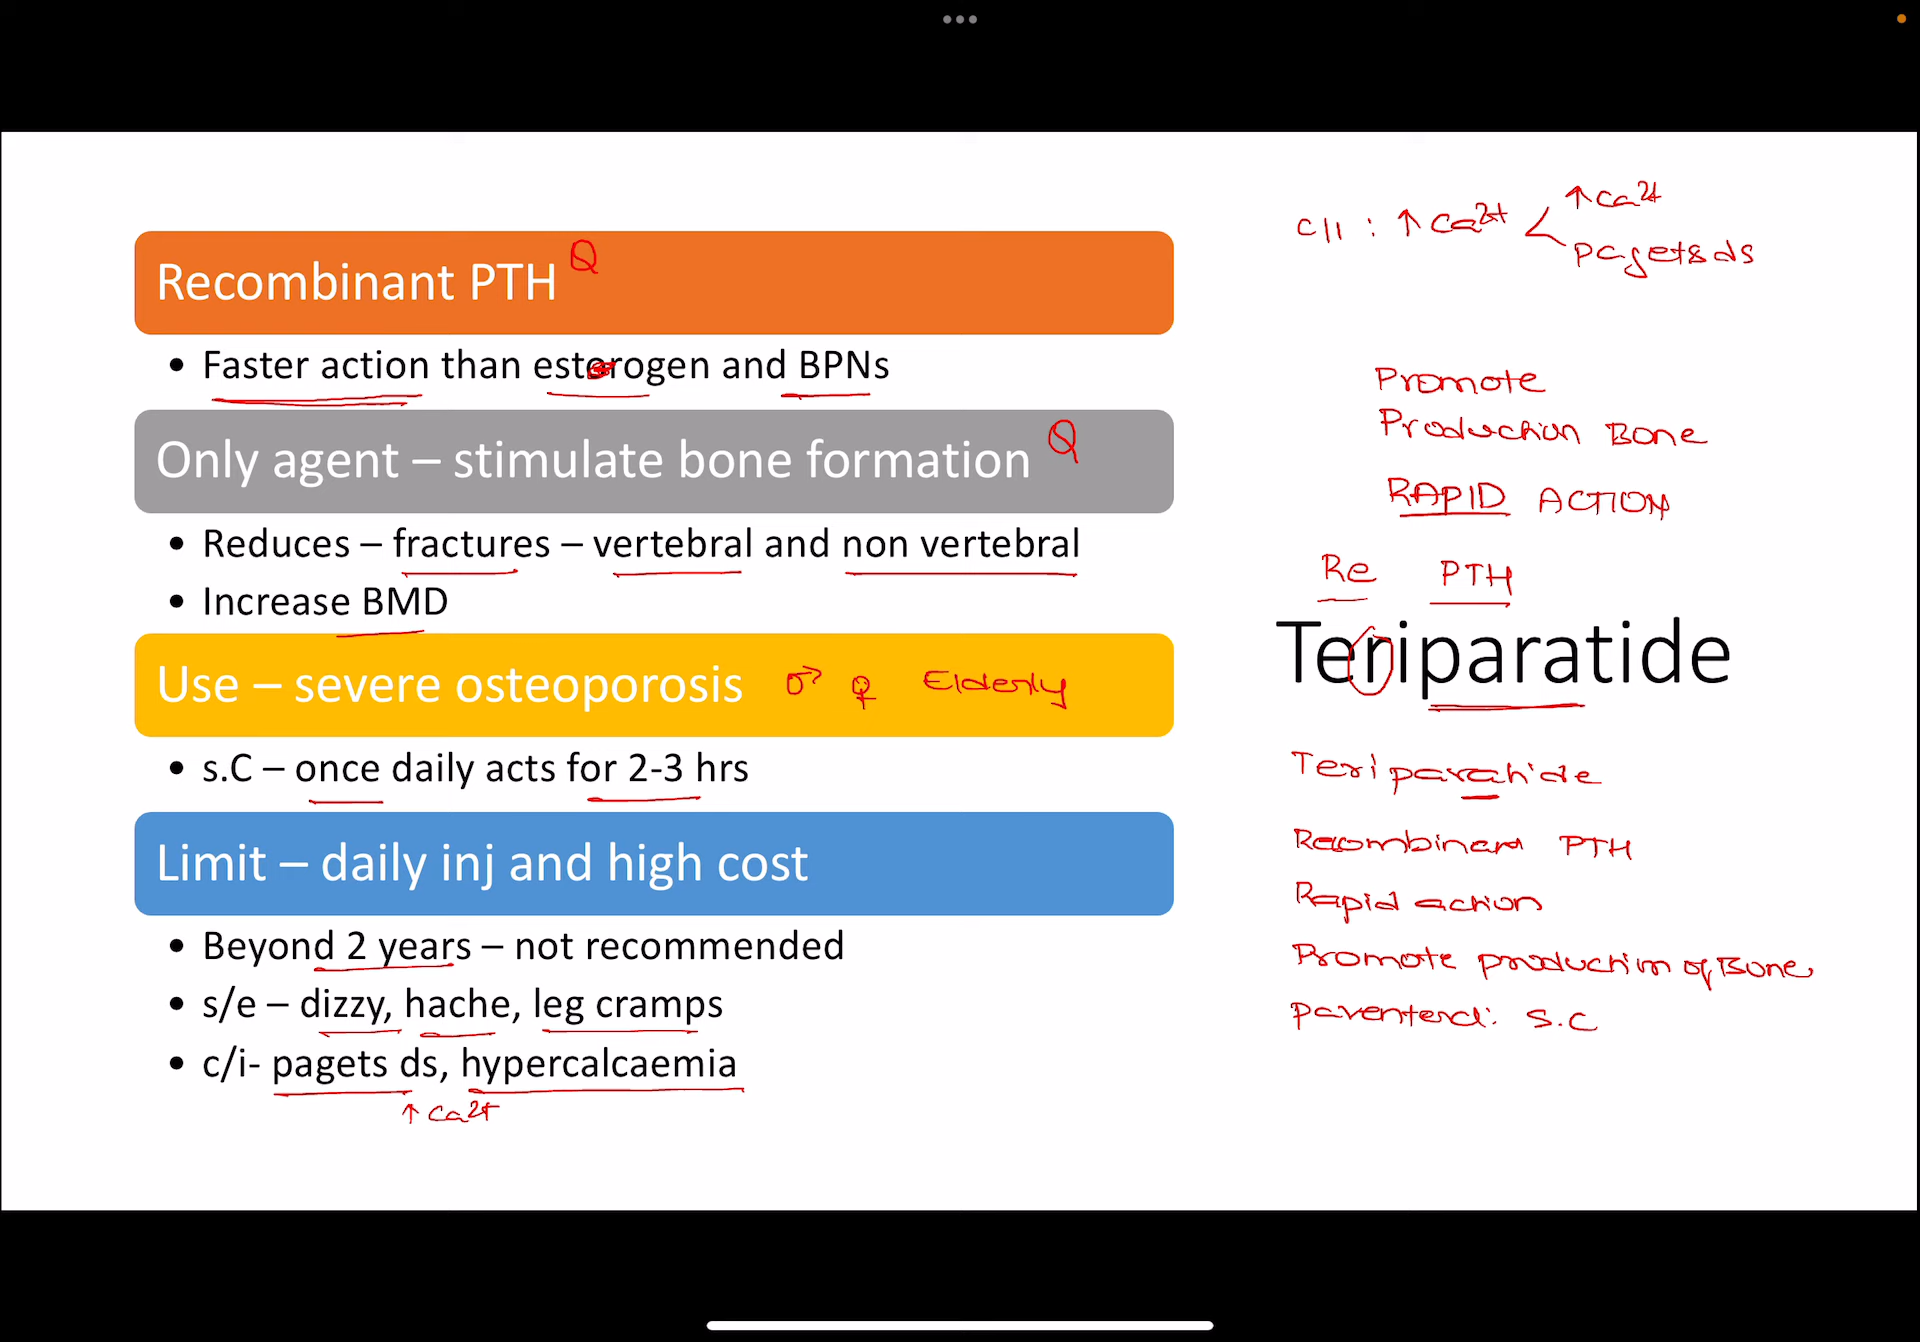 Recombinant PTH Q
• Faster action than esterogen and BPNs
Only agent – stimulate bone formation Q
• Reduces – fractures – vertebral and non vertebral
• Increase BMD
Use – severe osteoporosis ♂ ♀ Elderly
• s.C – once daily acts for 2-3 hrs
Limit – daily inj and high cost
• Beyond 2 years – not recommended
• s/e – dizzy, hache, leg cramps
• c/i- pagets ds, hypercalcaemia
↑ Ca2+
c/i : ↑ Ca2+ < ↑ Ca2+
pagets ds
Promote
Production Bone
RAPID ACTION
Re PTH
Teriparatide
Teriparatide
Recombinant PTH
Rapid action
Promote production of Bone
parenteral: S.C